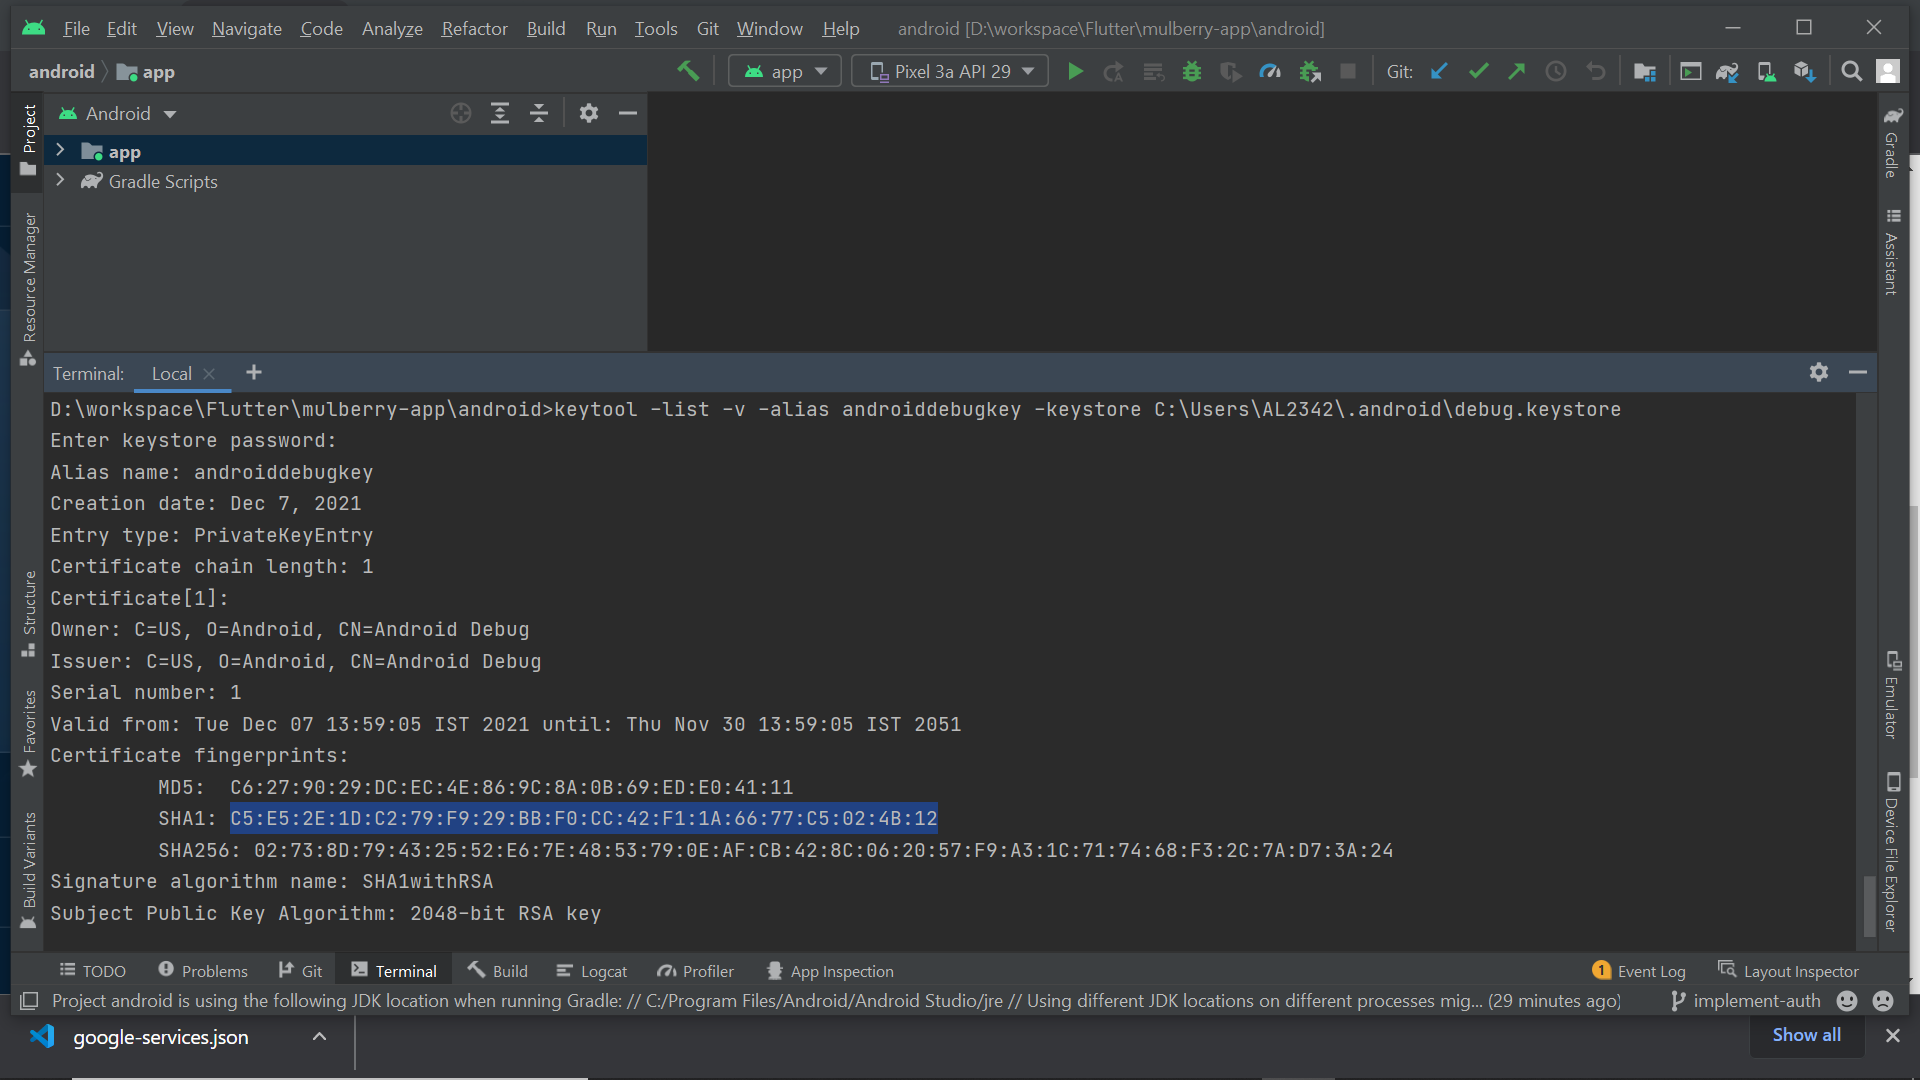 File Edit View Navigate Code Analyze Refactor Build Run Tools Git Window Help android [D:\workspace\Flutter\mulberry-app\android]
android app app Pixel 3a API 29 Git:
Project
Android
app
Gradle Scripts
Resource Manager
Structure
Favorites
Build Variants
Gradle
Assistant
Emulator
Device File Explorer
Terminal: Local
D:\workspace\Flutter\mulberry-app\android>keytool -list -v -alias androiddebugkey -keystore C:\Users\AL2342\.android\debug.keystore
Enter keystore password:
Alias name: androiddebugkey
Creation date: Dec 7, 2021
Entry type: PrivateKeyEntry
Certificate chain length: 1
Certificate[1]:
Owner: C=US, O=Android, CN=Android Debug
Issuer: C=US, O=Android, CN=Android Debug
Serial number: 1
Valid from: Tue Dec 07 13:59:05 IST 2021 until: Thu Nov 30 13:59:05 IST 2051
Certificate fingerprints:
MD5: C6:27:90:29:DC:EC:4E:86:9C:8A:0B:69:ED:E0:41:11
SHA1: C5:E5:2E:1D:C2:79:F9:29:BB:F0:CC:42:F1:1A:66:77:C5:02:4B:12
SHA256: 02:73:8D:79:43:25:52:E6:7E:48:53:79:0E:AF:CB:42:8C:06:20:57:F9:A3:1C:71:74:68:F3:2C:7A:D7:3A:24
Signature algorithm name: SHA1withRSA
Subject Public Key Algorithm: 2048-bit RSA key
TODO Problems Git Terminal Build Logcat Profiler App Inspection 1 Event Log Layout Inspector
Project android is using the following JDK location when running Gradle: // C:/Program Files/Android/Android Studio/jre // Using different JDK locations on different processes mig... (29 minutes ago) implement-auth
google-services.json Show all